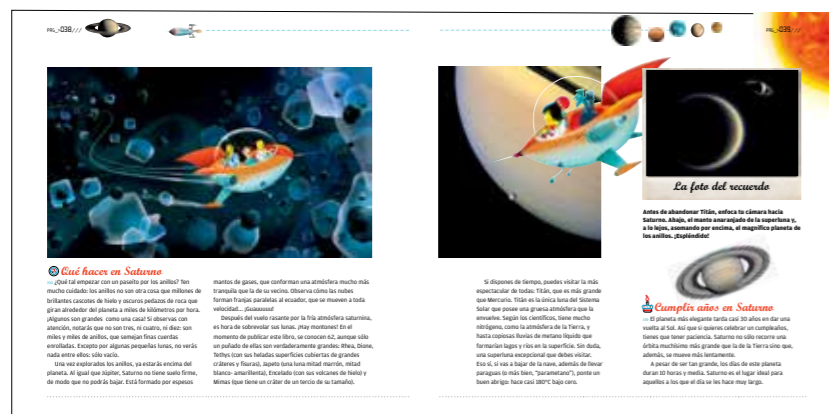 PAG_>038///
Qué hacer en Saturno
>> ¿Qué tal empezar con un paseíto por los anillos? Ten
mucho cuidado: los anillos no son otra cosa que millones de
brillantes cascotes de hielo y oscuros pedazos de roca que
giran alrededor del planeta a miles de kilómetros por hora.
¡Algunos son grandes como una casa! Si observas con
atención, notarás que no son tres, ni cuatro, ni diez: son
miles y miles de anillos, que semejan finas cuerdas
enrolladas. Excepto por algunas pequeñas lunas, no verás
nada entre ellos: sólo vacío.
Una vez explorados los anillos, ya estarás encima del
planeta. Al igual que Júpiter, Saturno no tiene suelo firme,
de modo que no podrás bajar. Está formado por espesos
mantos de gases, que conforman una atmósfera mucho más
tranquila que la de su vecino. Observa cómo las nubes
forman franjas paralelas al ecuador, que se mueven a toda
velocidad... ¡Guauuuuu!
Después del vuelo rasante por la fría atmósfera saturnina,
es hora de sobrevolar sus lunas. ¡Hay montones! En el
momento de publicar este libro, se conocen 62, aunque sólo
un puñado de ellas son verdaderamente grandes: Rhea, Dione,
Tethys (con sus heladas superficies cubiertas de grandes
cráteres y fisuras), Japeto (una luna mitad marrón, mitad
blanco- amarillenta), Encelado (con sus volcanes de hielo) y
Mimas (que tiene un cráter de un tercio de su tamaño).
PAG_>039///
Si dispones de tiempo, puedes visitar la más
espectacular de todas: Titán, que es más grande
que Mercurio. Titán es la única luna del Sistema
Solar que posee una gruesa atmósfera que la
envuelve. Según los científicos, tiene mucho
nitrógeno, como la atmósfera de la Tierra, y
hasta copiosas lluvias de metano líquido que
formarían lagos y ríos en la superficie. Sin duda,
una superluna excepcional que debes visitar.
Eso sí, si vas a bajar de la nave, además de llevar
paraguas (o más bien, "parametano"), ponte un
buen abrigo: hace casi 180°C bajo cero.
La foto del recuerdo
Antes de abandonar Titán, enfoca tu cámara hacia
Saturno. Abajo, el manto anaranjado de la superluna y,
a lo lejos, asomando por encima, el magnífico planeta de
los anillos. ¡Espléndido!
Cumplir años en Saturno
>> El planeta más elegante tarda casi 30 años en dar una
vuelta al Sol. Así que si quieres celebrar un cumpleaños,
tienes que tener paciencia. Saturno no sólo recorre una
órbita muchísimo más grande que la de la Tierra sino que,
además, se mueve más lentamente.
A pesar de ser tan grande, los días de este planeta
duran 10 horas y media. Saturno es el lugar ideal para
aquellos a los que el día se les hace muy largo.